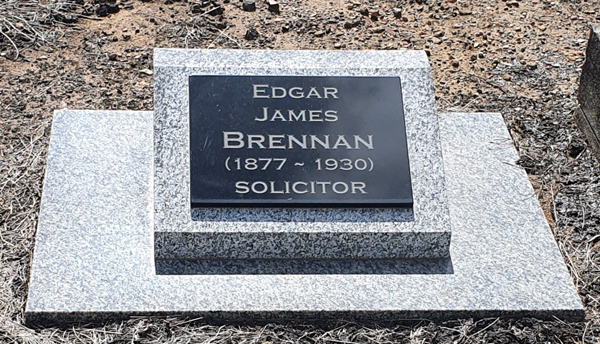 EDGAR
JAMES
BRENNAN
(1877 ~ 1930)
SOLICITOR